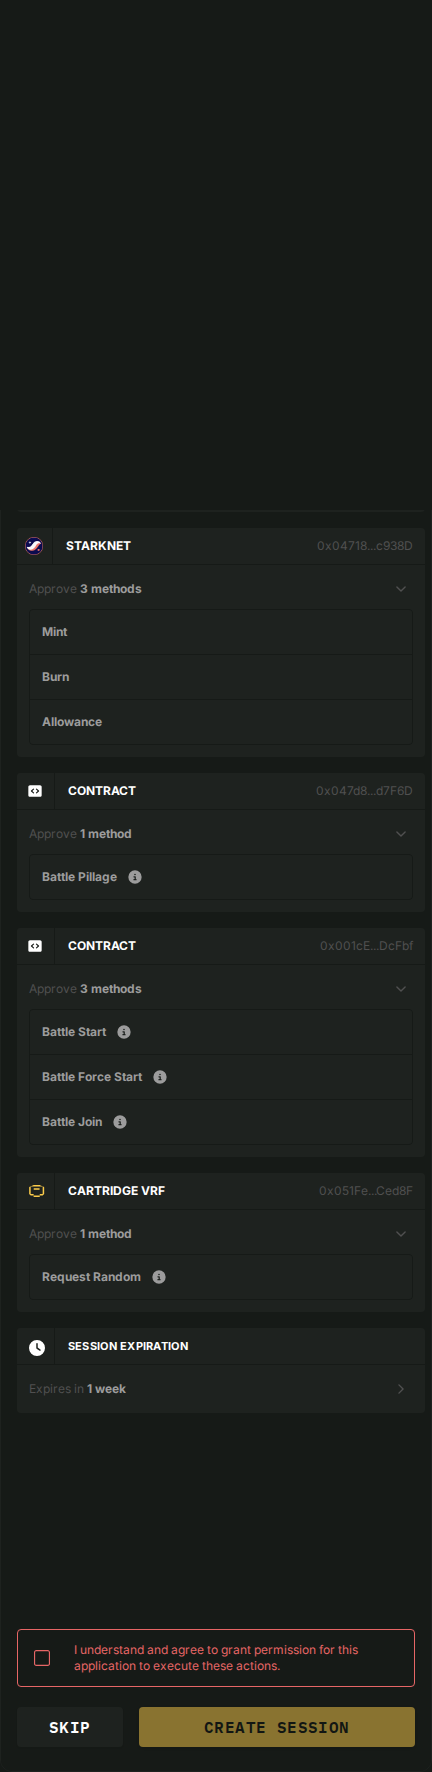 STARKNET 0x04718...c938D
Approve 3 methods
Mint
Burn
Allowance
CONTRACT 0x047d8...d7F6D
Approve 1 method
Battle Pillage
CONTRACT 0x001cE...DcFbf
Approve 3 methods
Battle Start
Battle Force Start
Battle Join
CARTRIDGE VRF 0x051Fe...Ced8F
Approve 1 method
Request Random
SESSION EXPIRATION
Expires in 1 week
I understand and agree to grant permission for this
application to execute these actions.
SKIP CREATE SESSION